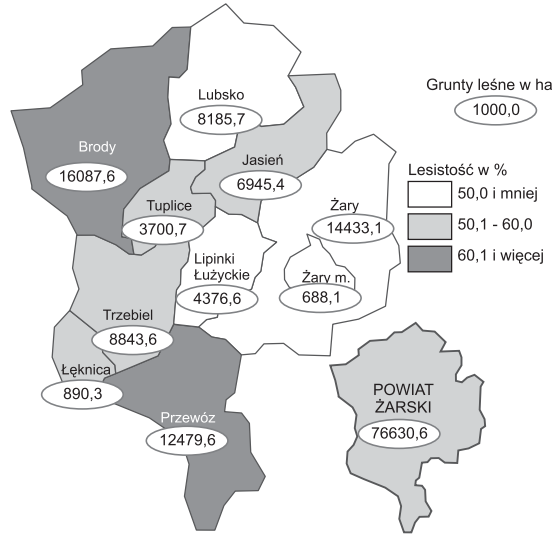 Lubsko
8185,7
Grunty leśne w ha
1000,0
Brody
16087,6
Jasień
6945,4
Lesistość w %
50,0 i mniej
50,1 - 60,0
60,1 i więcej
Tuplice
3700,7
Żary
14433,1
Lipinki
Łużyckie
4376,6
Żary m.
688,1
Trzebiel
8843,6
Łęknica
890,3
Przewóz
12479,6
POWIAT
ŻARSKI
76630,6